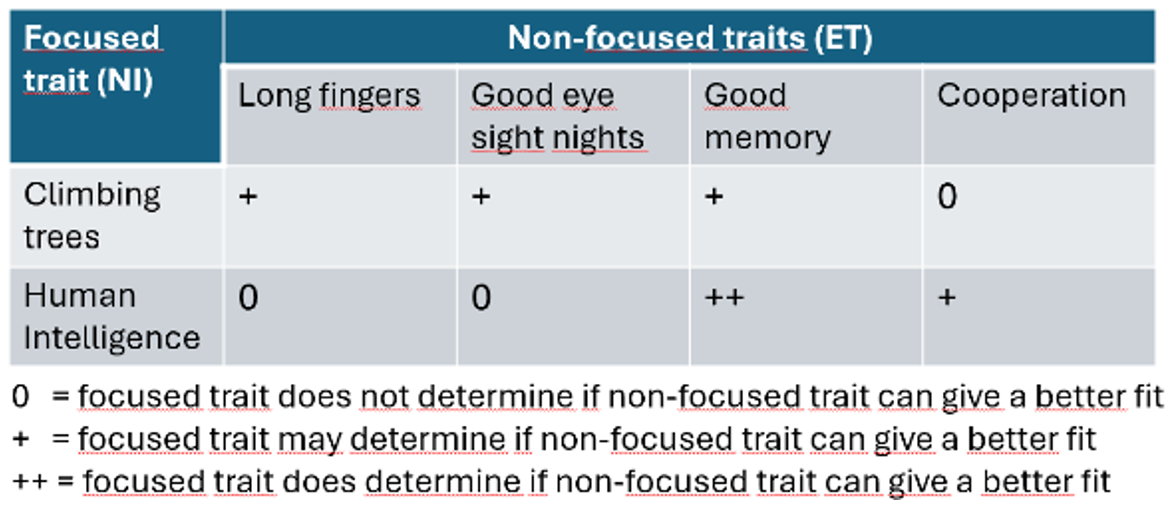 Focused
trait (NI)
Non-focused traits (ET)
Long fingers
Good eye
sight nights
Good
memory
Cooperation
Climbing
trees
+
+
+
0
Human
Intelligence
0
0
++
+
0 = focused trait does not determine if non-focused trait can give a better fit
+ = focused trait may determine if non-focused trait can give a better fit
++ = focused trait does determine if non-focused trait can give a better fit